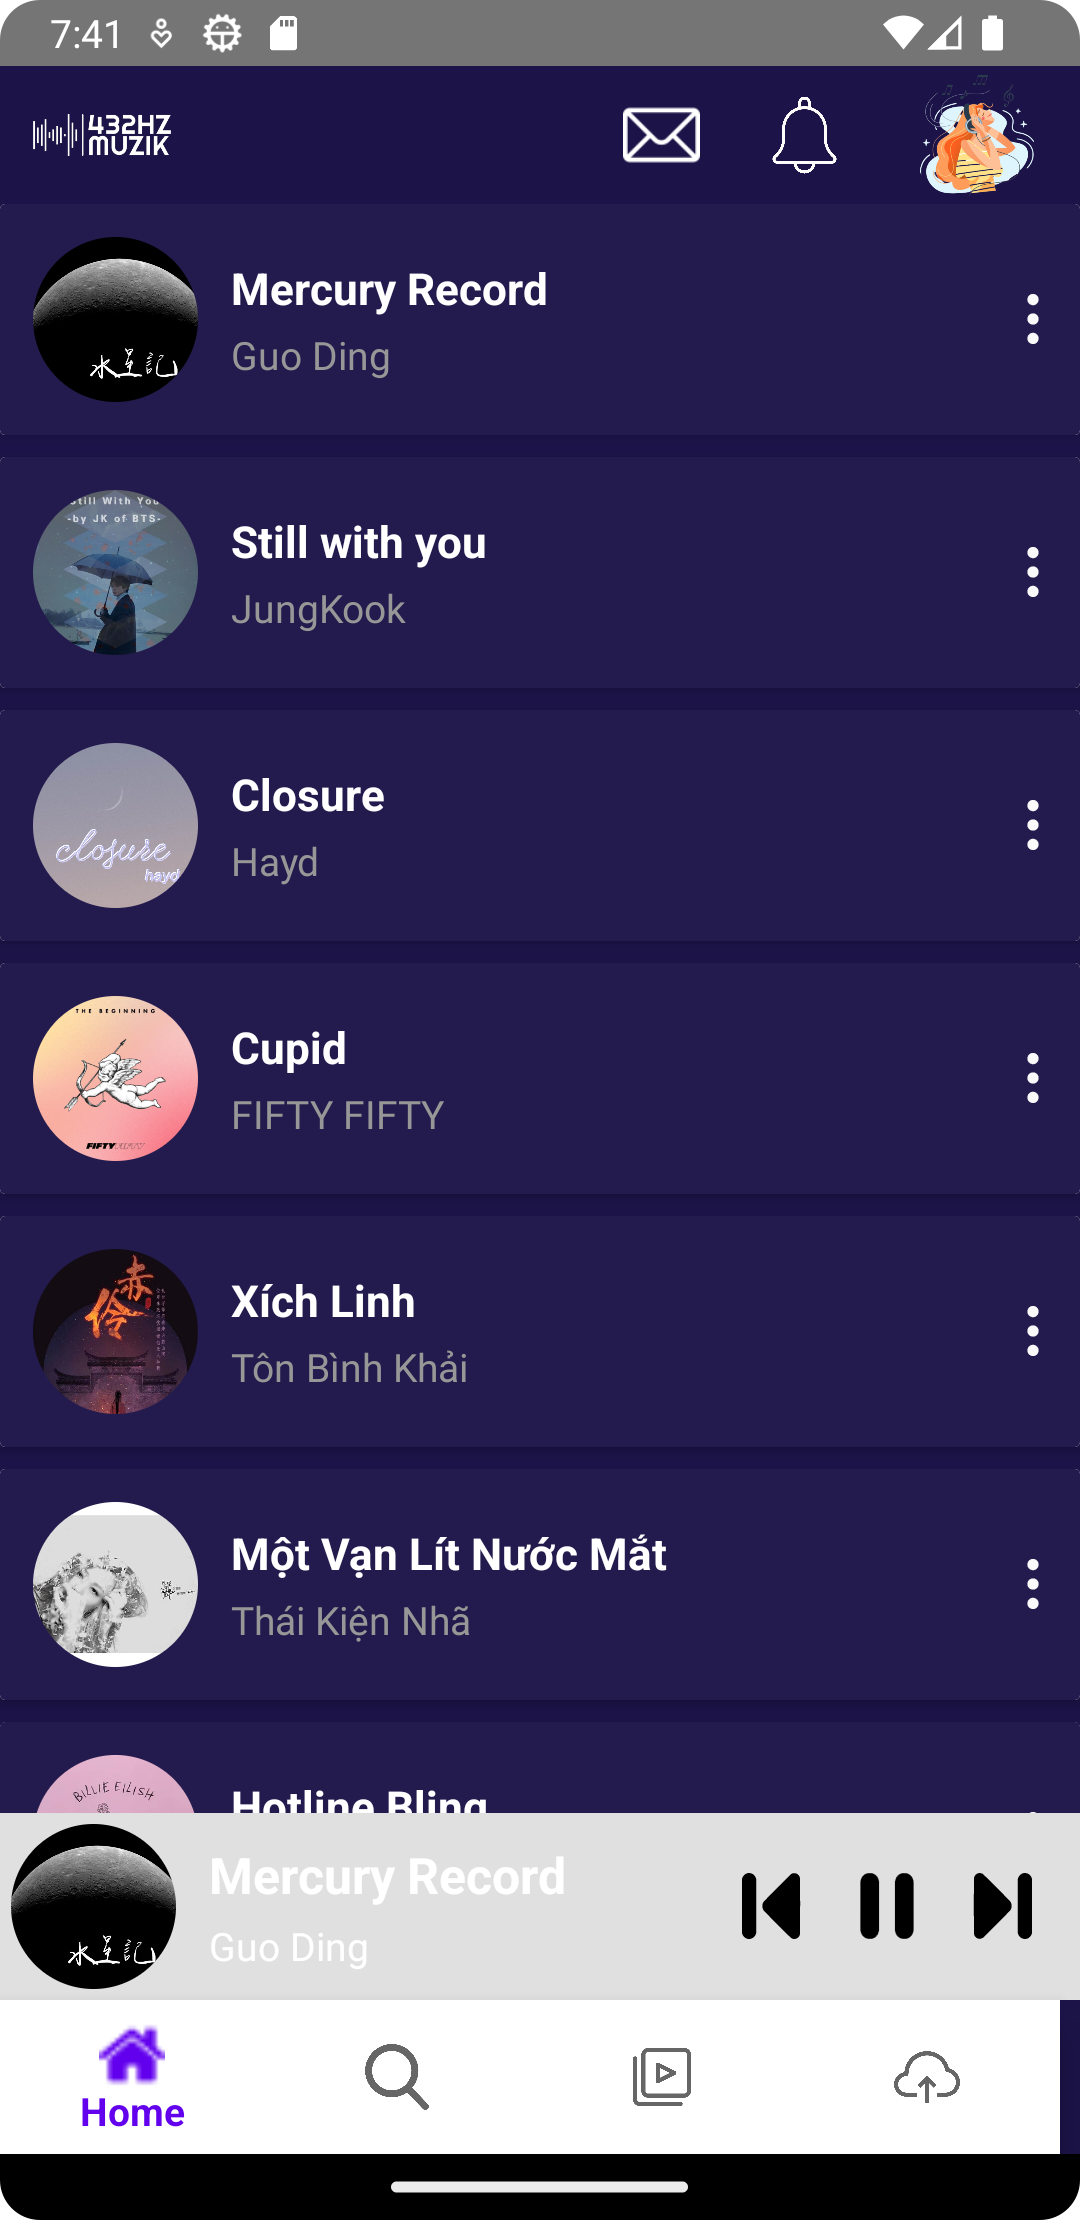 7:41
432HZ
MUZIK
Mercury Record
Guo Ding
水星記
Still With You
-by JK of BTS-
Still with you
JungKook
closure
hayd
Closure
Hayd
THE BEGINNING
FIFTY FIFTY
Cupid
FIFTY FIFTY
赤伶
Xích Linh
Tôn Bình Khải
Một Vạn Lít Nước Mắt
Thái Kiện Nhã
BILLIE EILISH
Hotline Bling
Mercury Record
Guo Ding
水星記
Home